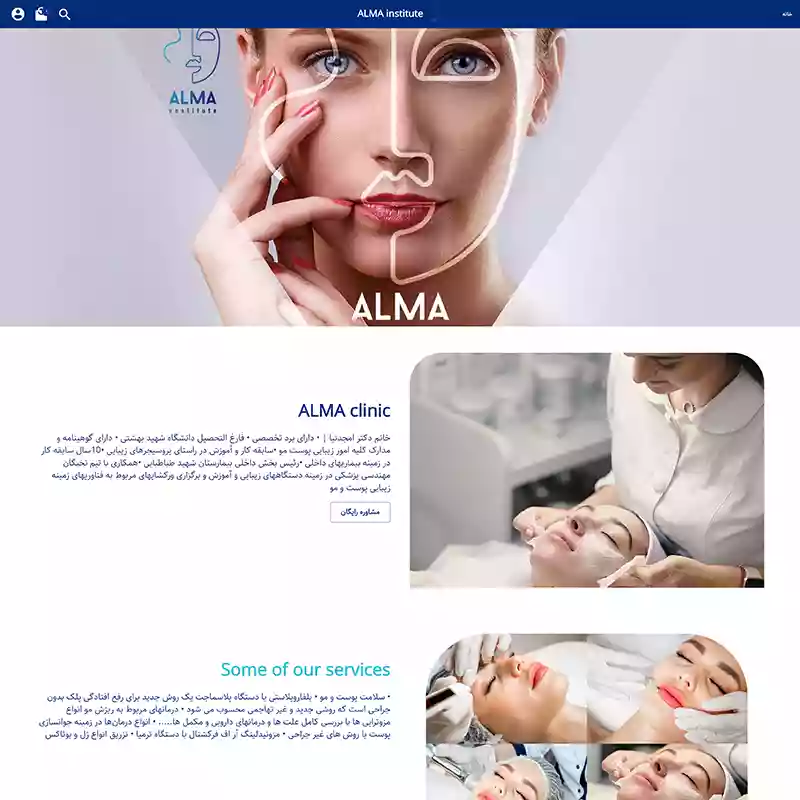 ALMA institute
خانه
ALMA
institute
ALMA
ALMA clinic
خانم دکتر امجدنیا | • دارای برد تخصصی • فارغ التحصیل دانشگاه شهید بهشتی • دارای گوهینامه و
مدارک کلیه امور زیبایی پوست مو •سابقه کار و آموزش در راستای پروسیجرهای زیبایی •10سال سابقه کار
در زمینه بیماریهای داخلی •رئیس بخش داخلی بیمارستان شهید طباطبایی •همکاری با تیم نخبگان
مهندسی پزشکی در زمینه دستگاههای زیبایی و آموزش و برگزاری ورکشاپهای مربوط به فناوریهای زمینه
زیبایی پوست و مو
مشاوره رایگان
Some of our services
• سلامت پوست و مو • بلفاروپلاستی با دستگاه پلاسماجت یک روش جدید برای رفع افتادگی پلک بدون
جراحی است که روشی جدید و غیر تهاجمی محسوب می شود • درمانهای مربوط به ریزش مو انواع
مزوتراپی ها با بررسی کامل علت ها و درمانهای دارویی و مکمل ها..... • انواع درمان‌ها در زمینه جوانسازی
پوست با روش های غیر جراحی • مزونیدلینگ آر اف فرکشنال با دستگاه ترمیا • تزریق انواع ژل و بوتاکس